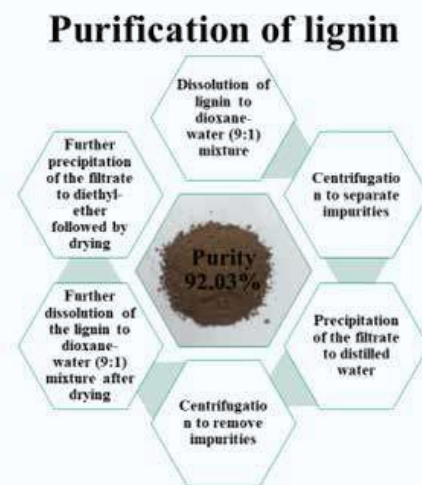 Purification of lignin
Dissolution of
lignin to
dioxane-
water (9:1)
mixture
Centrifugatio
n to separate
impurities
Precipitation
of the filtrate
to distilled
water
Centrifugatio
n to remove
impurities
Further
dissolution of
the lignin to
dioxane-
water (9:1)
mixture after
drying
Further
precipitation
of the filtrate
to diethyl-
ether
followed by
drying
Purity
92.03%